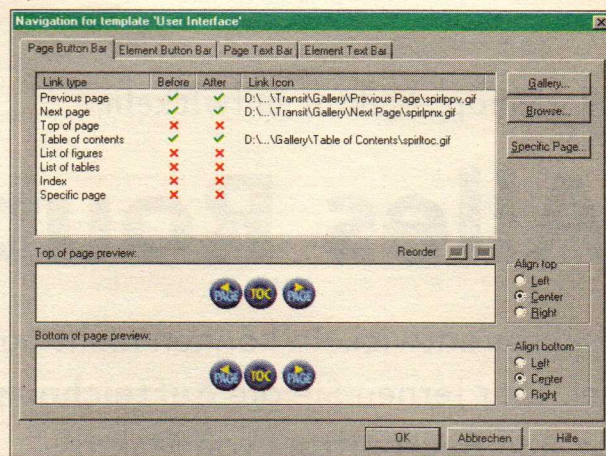 Navigation for template 'User Interface'
Page Button Bar Element Button Bar Page Text Bar Element Text Bar
Link type Before After Link Icon
Previous page D:\...\Transit\Gallery\Previous Page\spirlppv.gif
Next page D:\...\Transit\Gallery\Next Page\spirlpnx.gif
Top of page
Table of contents D:\...\Gallery\Table of Contents\spirltoc.gif
List of figures
List of tables
Index
Specific page
Gallery...
Browse...
Specific Page...
Top of page preview: Reorder
PAGE TOC PAGE
Align top
Left
Center
Right
Bottom of page preview:
PAGE TOC PAGE
Align bottom
Left
Center
Right
OK Abbrechen Hilfe